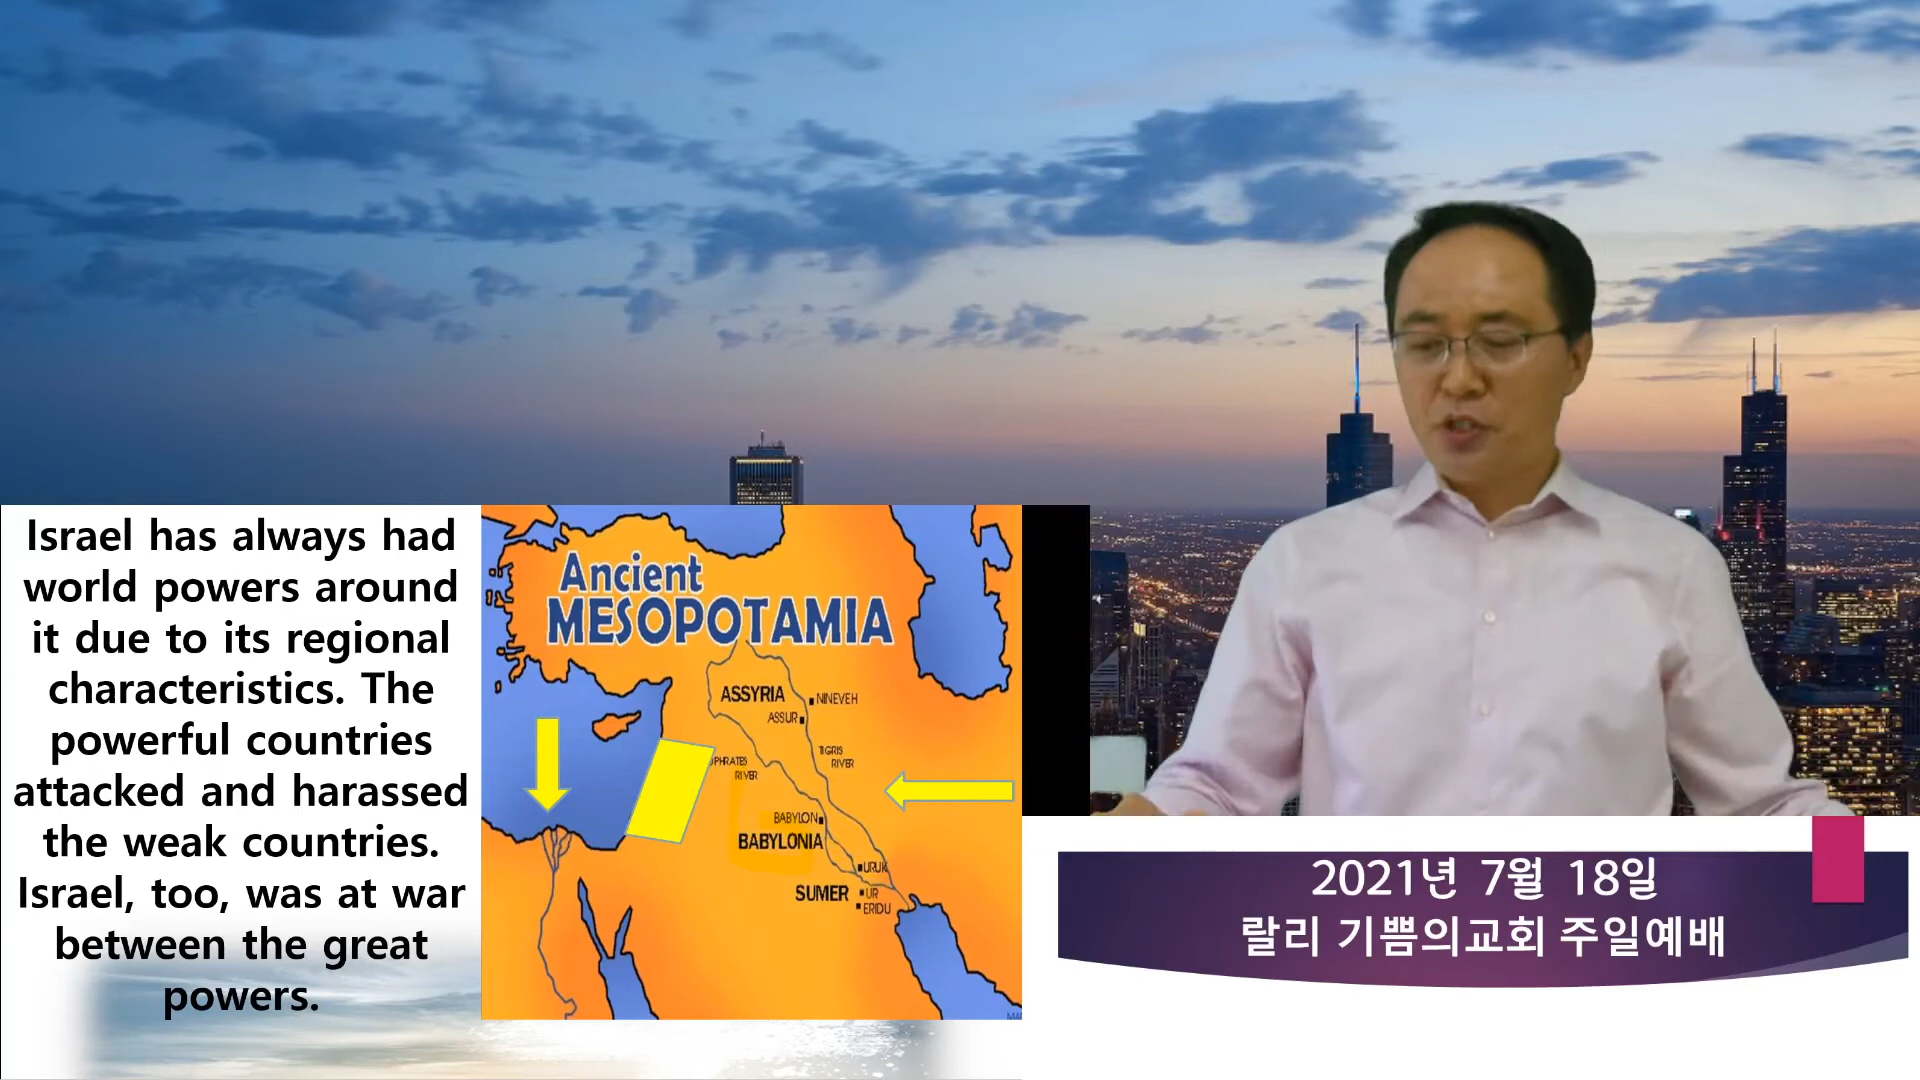 Israel has always had
world powers around
it due to its regional
characteristics. The
powerful countries
attacked and harassed
the weak countries.
Israel, too, was at war
between the great
powers.
Ancient
MESOPOTAMIA
ASSYRIA
NINEVEH
ASSUR
TIGRIS
RIVER
RIVER
BABYLON
BABYLONIA
URUK
SUMER
UR
ERIDU
2021년 7월 18일
랄리 기쁨의교회 주일예배